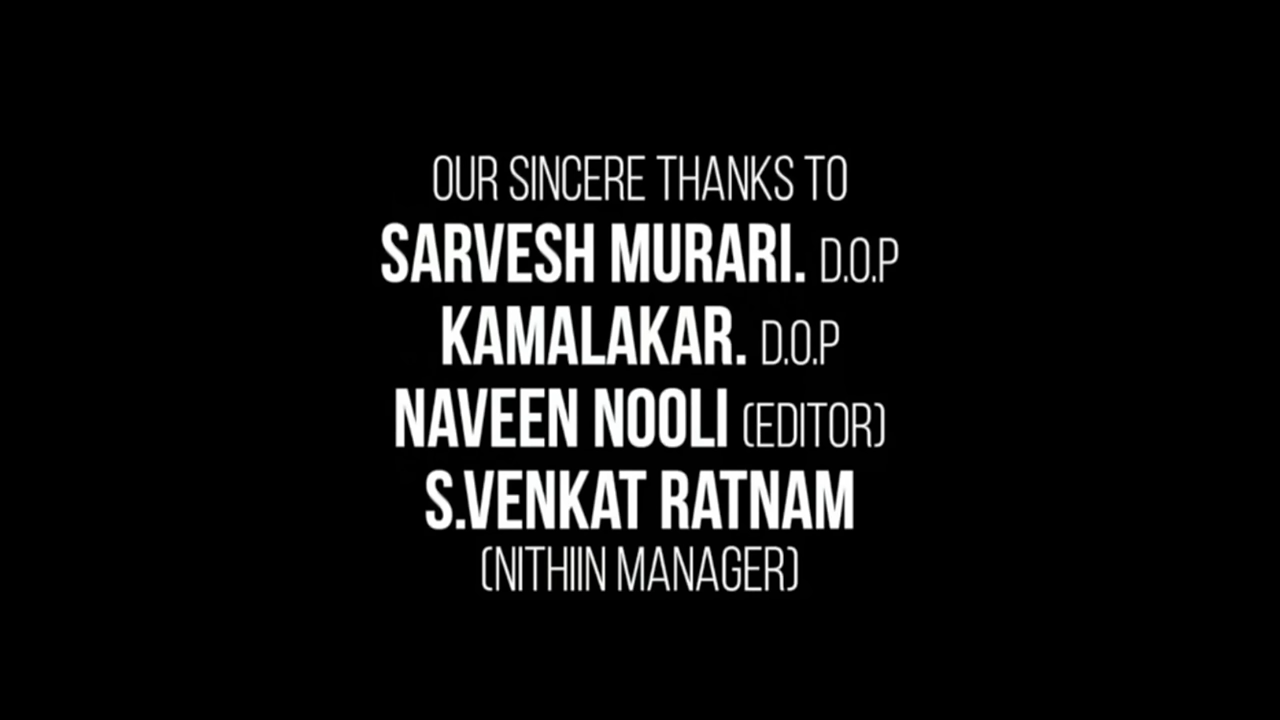 OUR SINCERE THANKS TO
SARVESH MURARI. D.O.P
KAMALAKAR. D.O.P
NAVEEN NOOLI (EDITOR)
S.VENKAT RATNAM
(NITHIIN MANAGER)